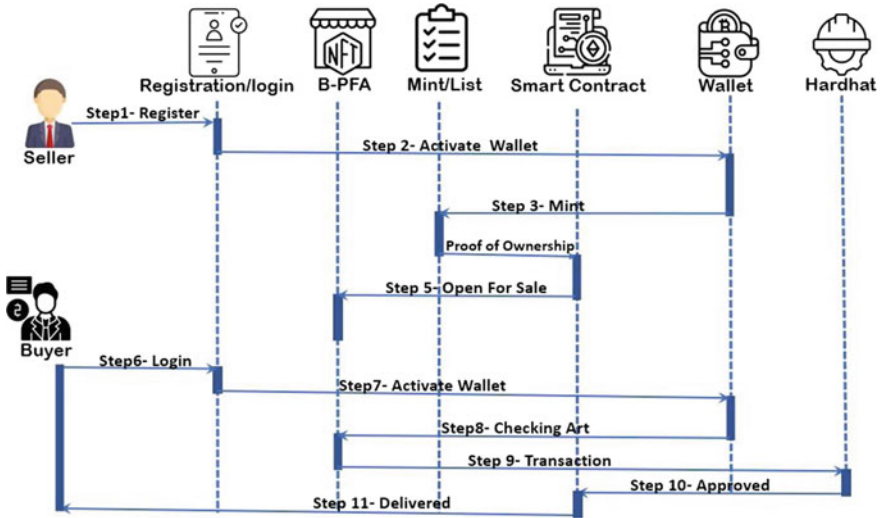 NFT
Registration/login
B-PFA
Mint/List
Smart Contract
Wallet
Hardhat
Step1- Register
Seller
Step 2- Activate Wallet
Step 3- Mint
Proof of Ownership
Step 5- Open For Sale
Buyer
Step6- Login
Step7- Activate Wallet
Step8- Checking Art
Step 9- Transaction
Step 10- Approved
Step 11- Delivered